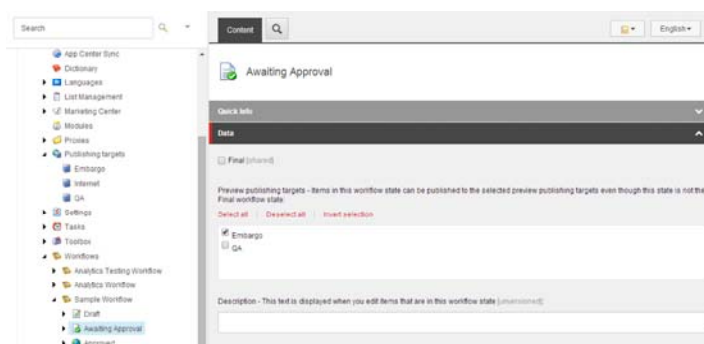 Search
Content
English
App Center Sync
Dictionary
Languages
List Management
Marketing Center
Modules
Proxies
Publishing targets
Embargo
Internet
QA
Settings
Tasks
Toolbox
Workflows
Analytics Testing Workflow
Analytics Workflow
Sample Workflow
Draft
Awaiting Approval
Approved
Awaiting Approval
Quick Info
Data
Final [shared]
Preview publishing targets - Items in this workflow state can be published to the selected preview publishing targets even though this state is not the
Final workflow state:
Select all Deselect all Invert selection
Embargo
QA
Description - This text is displayed when you edit items that are in this workflow state [unversioned]: